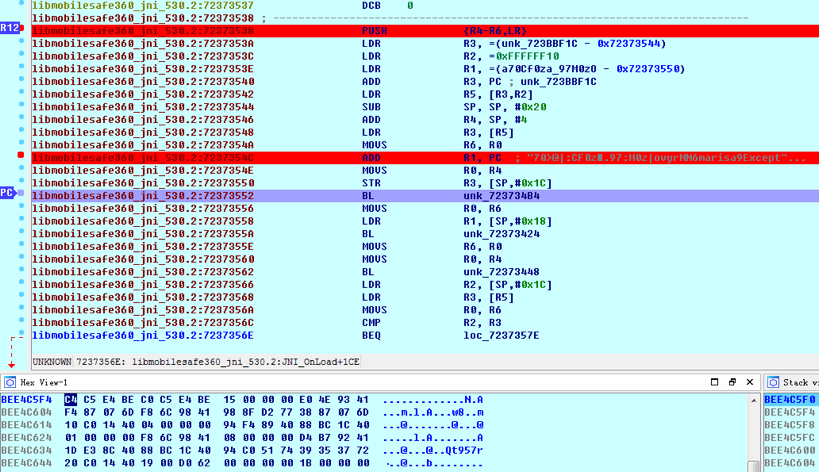 libmobilesafe360_jni_530.2:72373537 DCB 0
libmobilesafe360_jni_530.2:72373538 ; ---------------------------------------------------------------------------
R12 libmobilesafe360_jni_530.2:72373538 PUSH {R4-R6,LR}
libmobilesafe360_jni_530.2:7237353A LDR R3, =(unk_723BBF1C - 0x72373544)
libmobilesafe360_jni_530.2:7237353C LDR R2, =0xFFFFFF10
libmobilesafe360_jni_530.2:7237353E LDR R1, =(a70Cf0za_97M0zO - 0x72373550)
libmobilesafe360_jni_530.2:72373540 ADD R3, PC ; unk_723BBF1C
libmobilesafe360_jni_530.2:72373542 LDR R5, [R3,R2]
libmobilesafe360_jni_530.2:72373544 SUB SP, SP, #0x20
libmobilesafe360_jni_530.2:72373546 ADD R4, SP, #4
libmobilesafe360_jni_530.2:72373548 LDR R3, [R5]
libmobilesafe360_jni_530.2:7237354A MOVS R6, R0
libmobilesafe360_jni_530.2:7237354C ADD R1, PC
libmobilesafe360_jni_530.2:7237354E MOVS R0, R4
libmobilesafe360_jni_530.2:72373550 STR R3, [SP,#0x1C]
PC libmobilesafe360_jni_530.2:72373552 BL unk_723734B4
libmobilesafe360_jni_530.2:72373556 MOVS R0, R6
libmobilesafe360_jni_530.2:72373558 LDR R1, [SP,#0x18]
libmobilesafe360_jni_530.2:7237355A BL unk_72373424
libmobilesafe360_jni_530.2:7237355E MOVS R6, R0
libmobilesafe360_jni_530.2:72373560 MOVS R0, R4
libmobilesafe360_jni_530.2:72373562 BL unk_72373448
libmobilesafe360_jni_530.2:72373566 LDR R2, [SP,#0x1C]
libmobilesafe360_jni_530.2:72373568 LDR R3, [R5]
libmobilesafe360_jni_530.2:7237356A MOVS R0, R6
libmobilesafe360_jni_530.2:7237356C CMP R2, R3
libmobilesafe360_jni_530.2:7237356E BEQ loc_7237357E
UNKNOWN 7237356E: libmobilesafe360_jni_530.2:JNI_OnLoad+1CE
Hex View-1
Stack v
BEE4C5F4 C4 C5 E4 BE C0 C5 E4 BE 15 00 00 00 E0 4E 93 41 .............N.A
BEE4C604 F4 87 07 6D F8 6C 98 41 98 8F D2 77 38 87 07 6D ...m.l.A...w8..m
BEE4C614 10 C0 14 40 04 00 00 00 94 F4 89 40 88 BC 1C 40 ...@.......@...@
BEE4C624 01 00 00 00 F8 6C 98 41 08 00 00 00 D4 B7 92 41 .....l.A.......A
BEE4C634 1D E3 8C 40 88 BC 1C 40 94 C0 51 74 39 35 37 72 ...@...@..Qt957r
BEE4C644 20 C0 14 40 19 00 D0 62 00 00 00 00 1B 00 00 00 ...@...b........
BEE4C5F0
BEE4C5F4
BEE4C5F8
BEE4C5FC
BEE4C600
BEE4C604